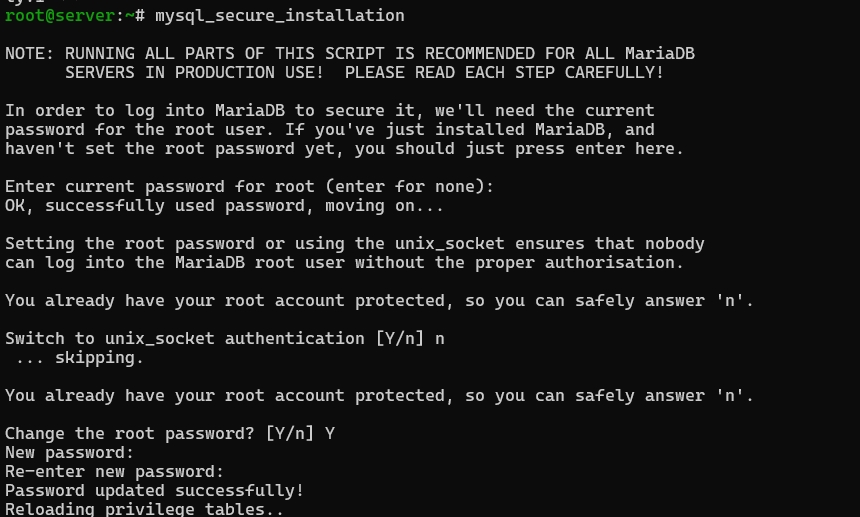 root@server:~# mysql_secure_installation
NOTE: RUNNING ALL PARTS OF THIS SCRIPT IS RECOMMENDED FOR ALL MariaDB
SERVERS IN PRODUCTION USE!  PLEASE READ EACH STEP CAREFULLY!
In order to log into MariaDB to secure it, we'll need the current
password for the root user. If you've just installed MariaDB, and
haven't set the root password yet, you should just press enter here.
Enter current password for root (enter for none):
OK, successfully used password, moving on...
Setting the root password or using the unix_socket ensures that nobody
can log into the MariaDB root user without the proper authorisation.
You already have your root account protected, so you can safely answer 'n'.
Switch to unix_socket authentication [Y/n] n
... skipping.
You already have your root account protected, so you can safely answer 'n'.
Change the root password? [Y/n] Y
New password:
Re-enter new password:
Password updated successfully!
Reloading privilege tables..